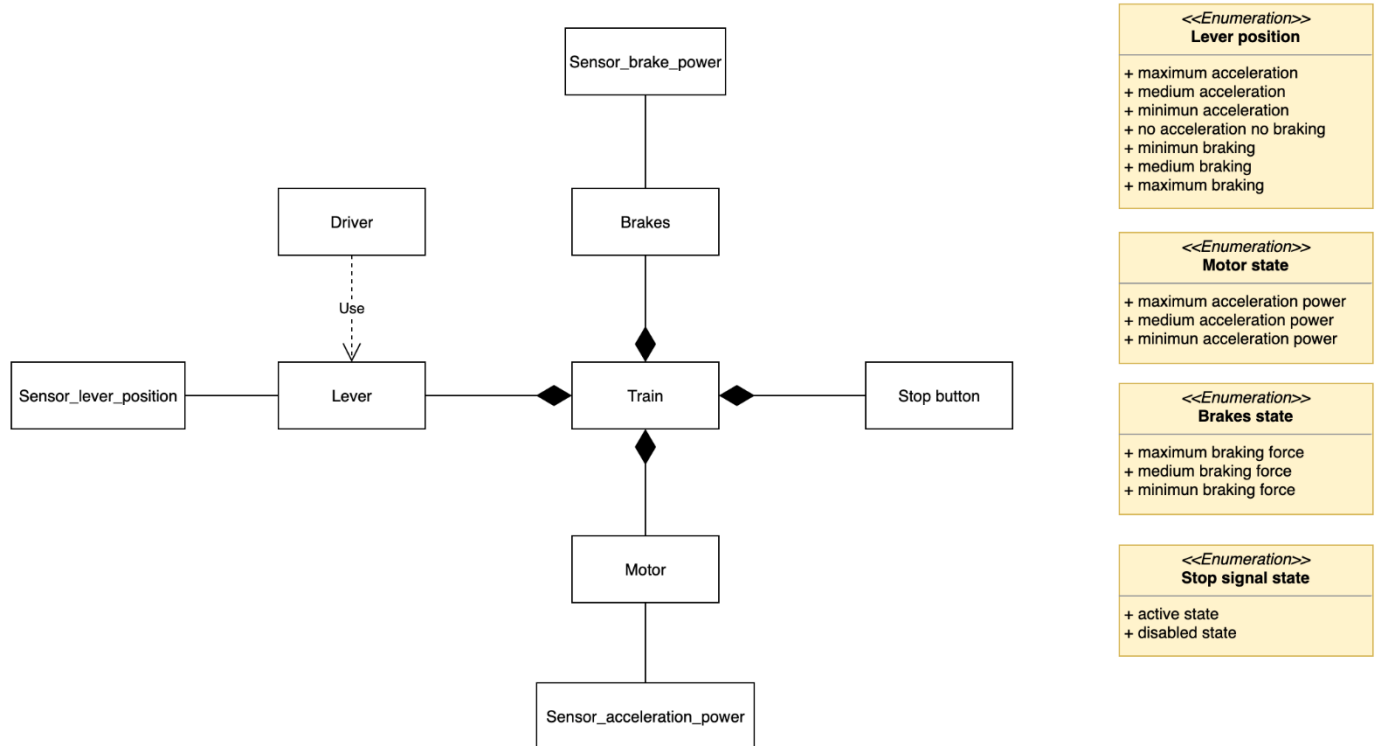 Sensor_brake_power
Driver
Brakes
Use
Sensor_lever_position
Lever
Train
Stop button
Motor
Sensor_acceleration_power
<<Enumeration>>
Lever position
+ maximum acceleration
+ medium acceleration
+ minimun acceleration
+ no acceleration no braking
+ minimun braking
+ medium braking
+ maximum braking
<<Enumeration>>
Motor state
+ maximum acceleration power
+ medium acceleration power
+ minimun acceleration power
<<Enumeration>>
Brakes state
+ maximum braking force
+ medium braking force
+ minimun braking force
<<Enumeration>>
Stop signal state
+ active state
+ disabled state